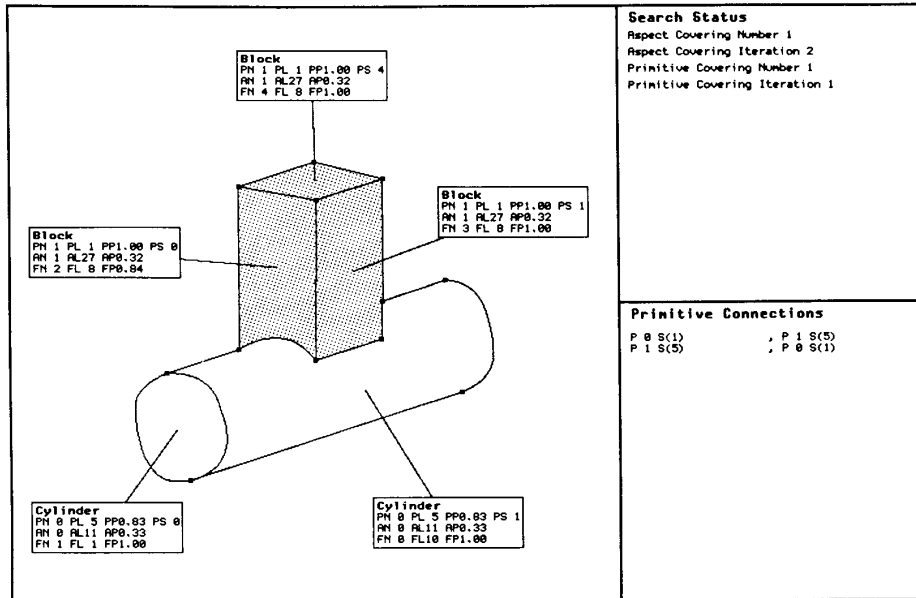 Block
PN 1 PL 1 PP1.00 PS 4
AN 1 AL27 AP0.32
FN 4 FL 8 FP1.00
Block
PN 1 PL 1 PP1.00 PS 1
AN 1 AL27 AP0.32
FN 3 FL 8 FP1.00
Block
PN 1 PL 1 PP1.00 PS 0
AN 1 AL27 AP0.32
FN 2 FL 8 FP0.84
Cylinder
PN 0 PL 5 PP0.83 PS 0
AN 0 AL11 AP0.33
FN 1 FL 1 FP1.00
Cylinder
PN 0 PL 5 PP0.83 PS 1
AN 0 AL11 AP0.33
FN 0 FL10 FP1.00
Search Status
Aspect Covering Number 1
Aspect Covering Iteration 2
Primitive Covering Number 1
Primitive Covering Iteration 1
Primitive Connections
P 0 S(1) , P 1 S(5)
P 1 S(5) , P 0 S(1)